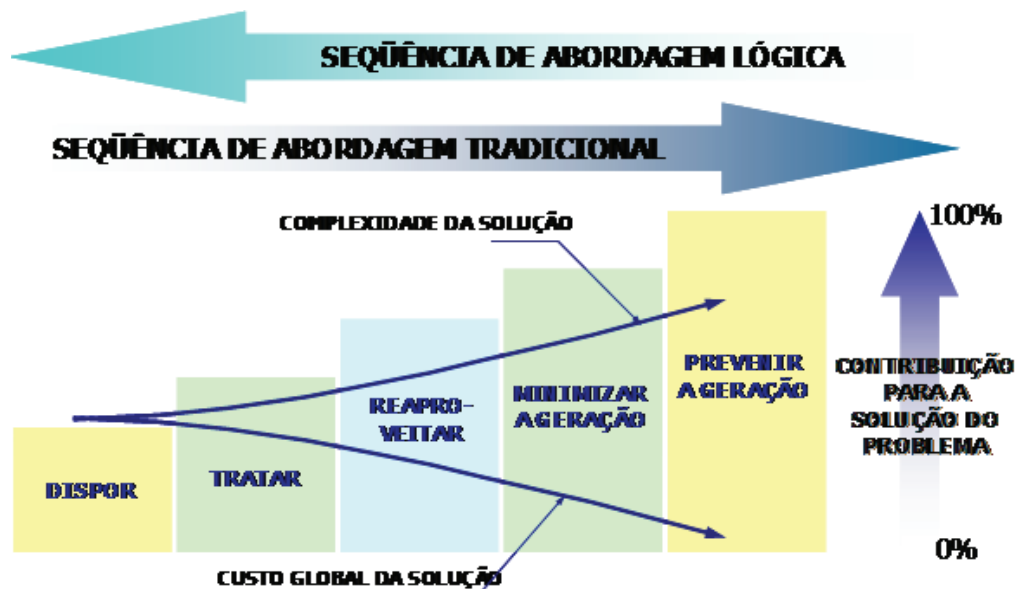 SEQÜÊNCIA DE ABORDAGEM LÓGICA
SEQÜÊNCIA DE ABORDAGEM TRADICIONAL
COMPLEXIDADE DA SOLUÇÃO
100%
DISPOR
TRATAR
REAPRO-
VEITAR
MINIMIZAR
A GERAÇÃO
PREVENIR
A GERAÇÃO
CONTRIBUIÇÃO
PARA A
SOLUÇÃO DO
PROBLEMA
0%
CUSTO GLOBAL DA SOLUÇÃO